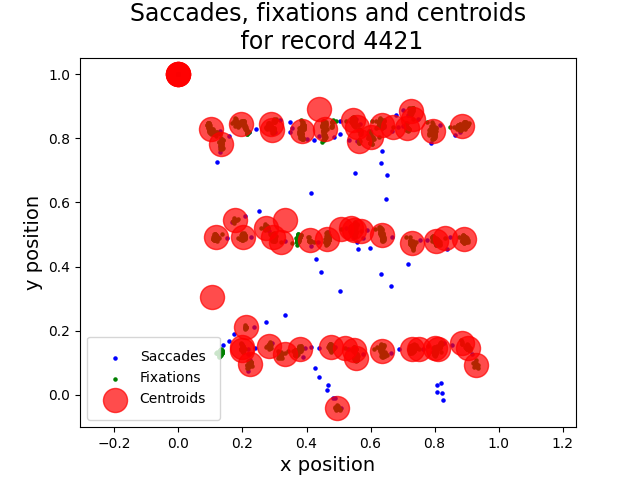 Saccades, fixations and centroids
for record 4421
1.0
0.8
0.6
0.4
0.2
0.0
y position
Saccades
Fixations
Centroids
−0.2
0.0
0.2
0.4
0.6
0.8
1.0
1.2
x position